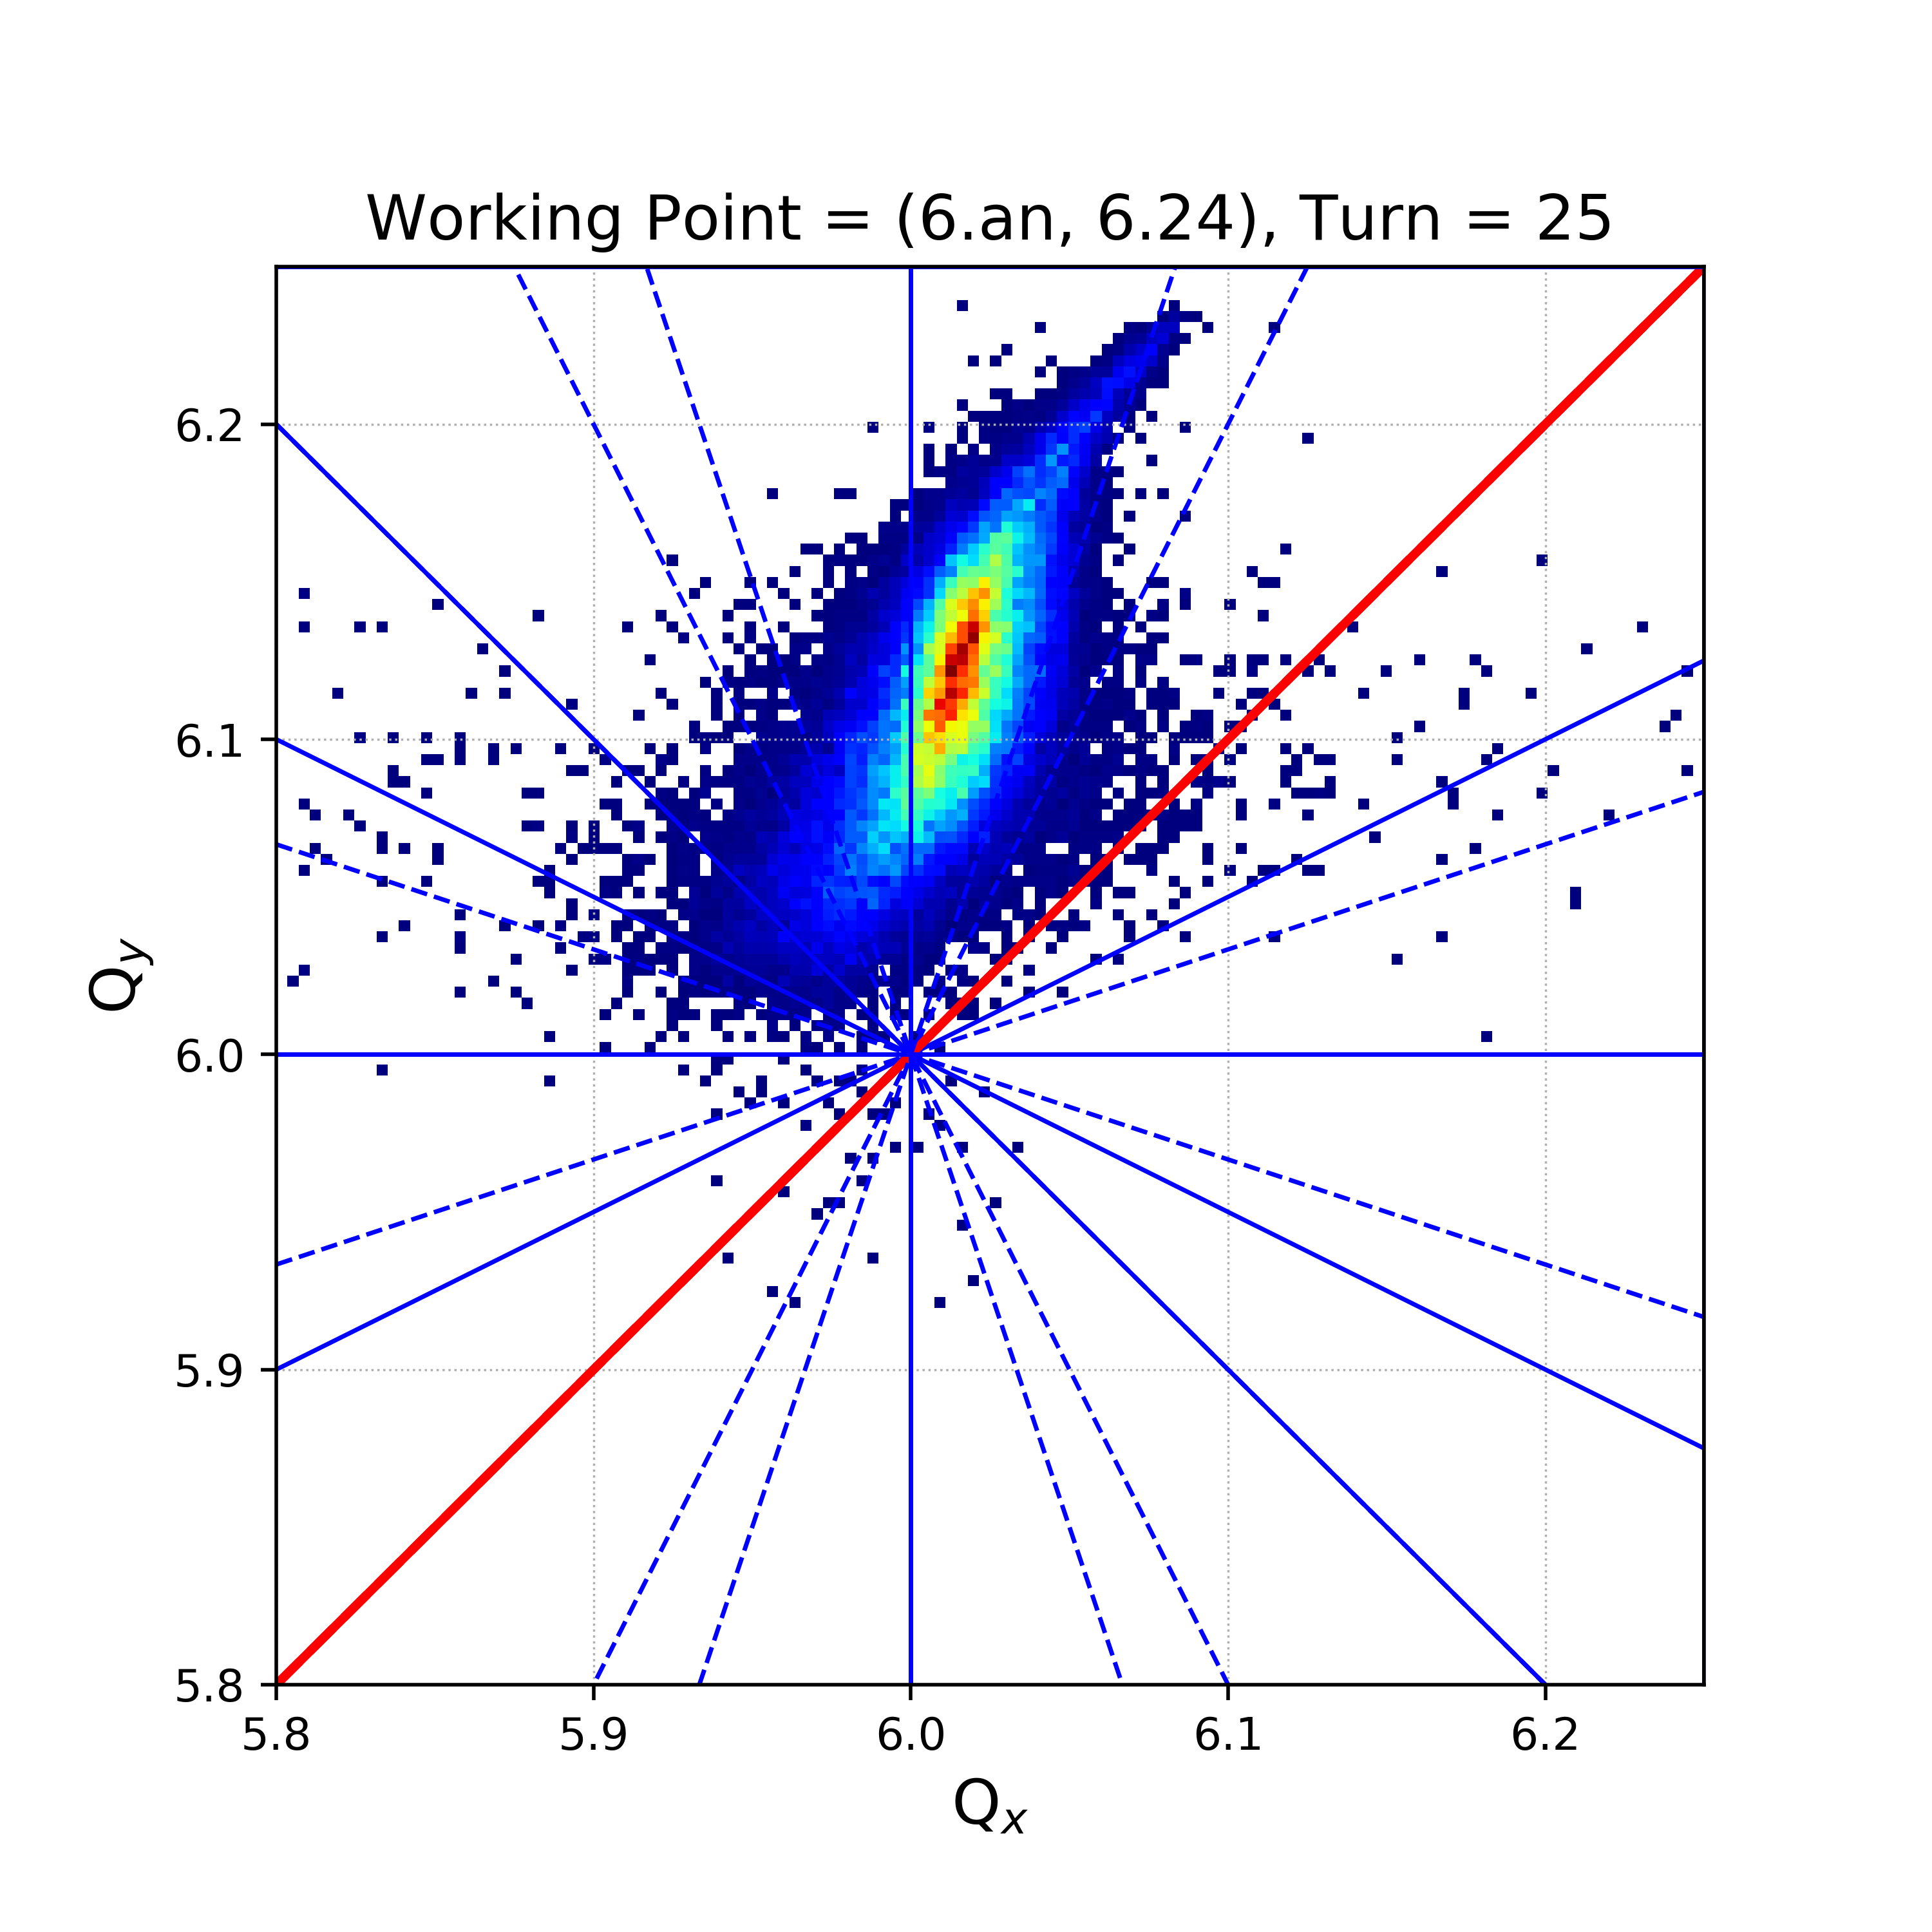 Working Point = (6.an, 6.24), Turn = 25
6.2
6.1
6.0
5.9
5.8
Qy
5.8 5.9 6.0 6.1 6.2
Qx